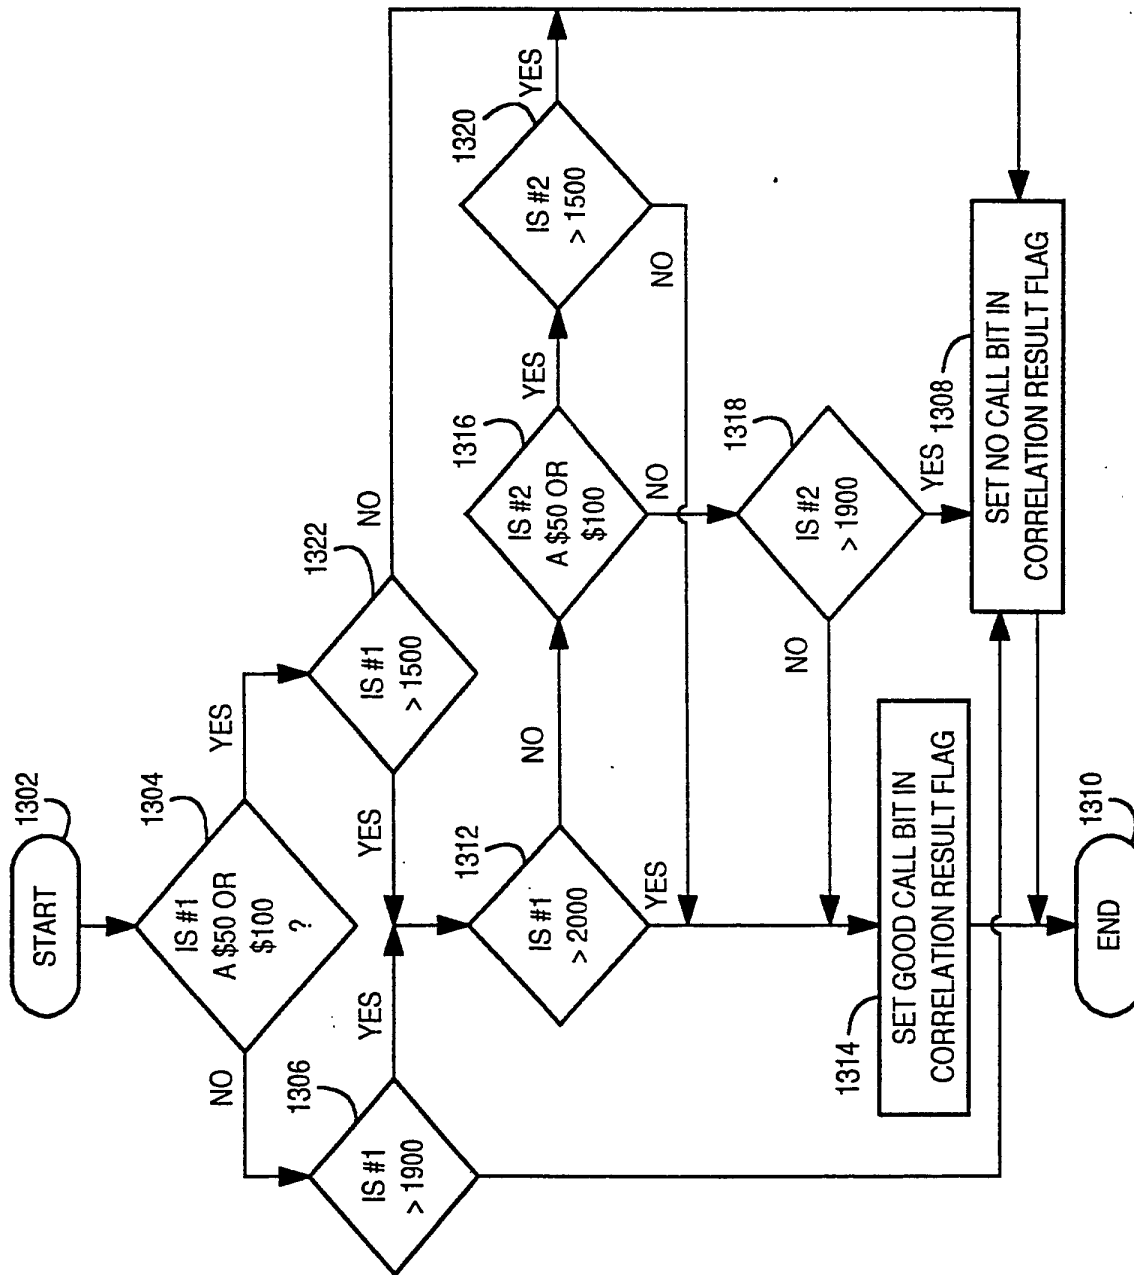 START
1302
IS #1
A $50 OR
$100
?
1304
NO
YES
IS #1
> 1900
1306
YES
IS #1
> 1500
1322
YES
NO
IS #1
> 2000
1312
NO
YES
IS #2
A $50 OR
$100
1316
YES
NO
IS #2
> 1500
1320
YES
NO
IS #2
> 1900
1318
NO
YES
SET GOOD CALL BIT IN
CORRELATION RESULT FLAG
1314
SET NO CALL BIT IN
CORRELATION RESULT FLAG
1308
END
1310